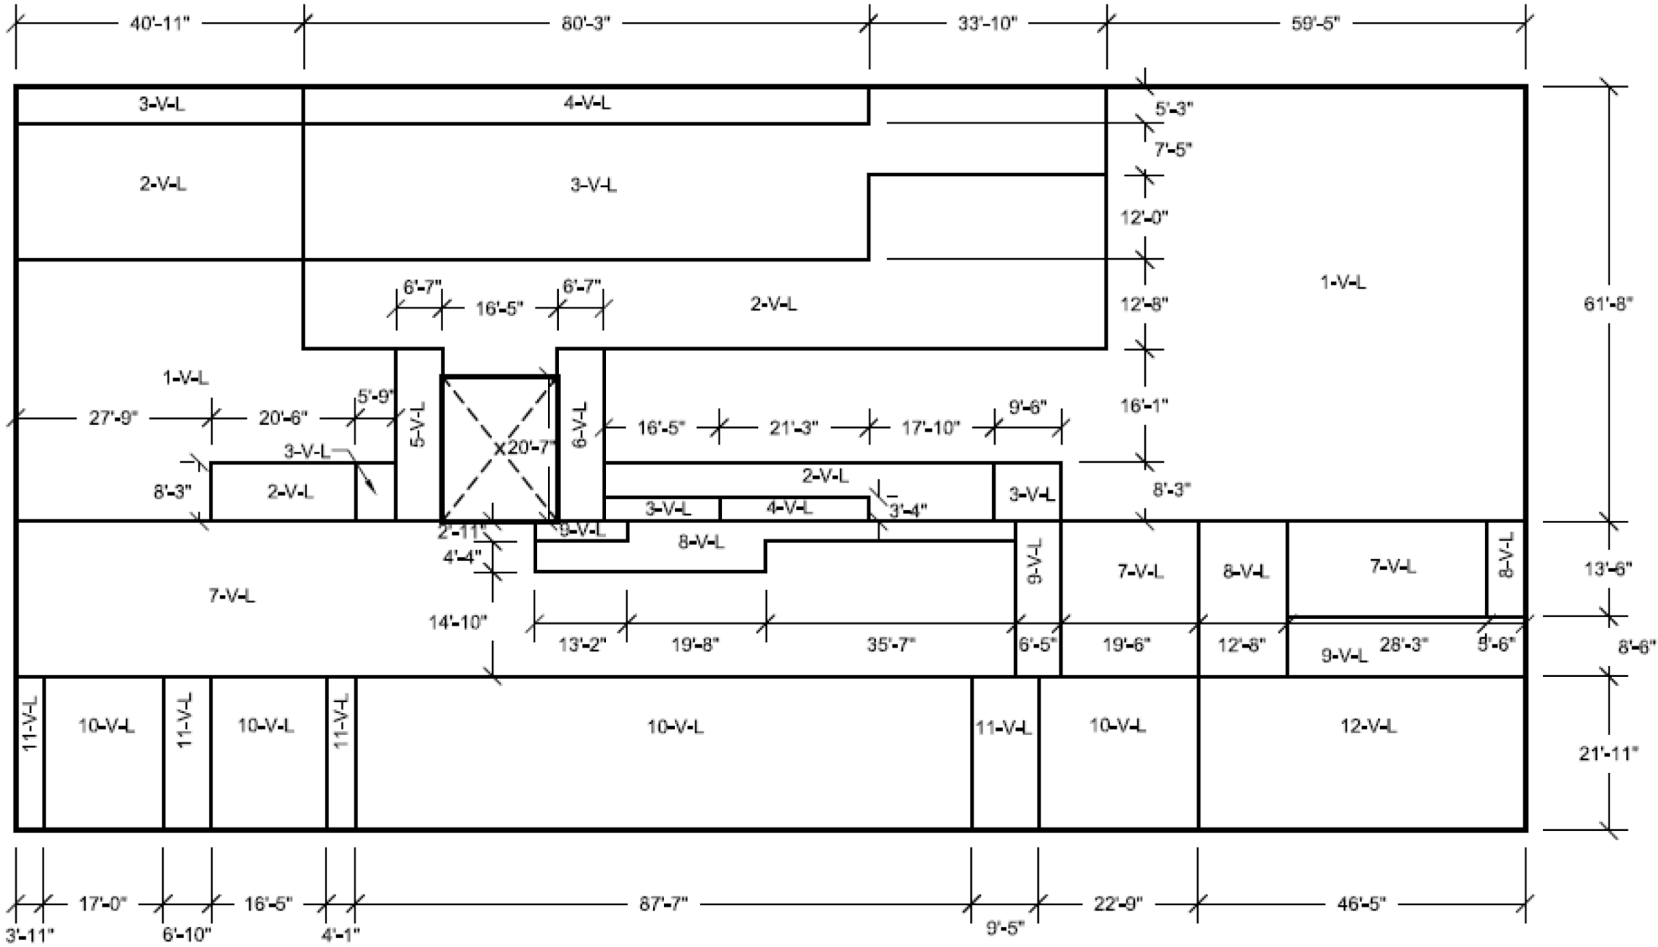 40'-11" 80'-3" 33'-10" 59'-5"
3-V-L 4-V-L 5'-3"
7'-5"
2-V-L 3-V-L
12'-0"
1-V-L
6'-7" 6'-7"
16'-5" 2-V-L 12'-8" 61'-8"
1-V-L
5'-9"
27'-9" 20'-6" 5-V-L 6-V-L 9'-6" 16'-1"
16'-5" 21'-3" 17'-10"
3-V-L x20'-7"
2-V-L
8'-3" 2-V-L 3-V-L 8'-3"
3-V-L 4-V-L 3'-4"
2'-11" 9-V-L
8-V-L
4'-4" 9-V-L 7-V-L 8-V-L 7-V-L 8-V-L 13'-6"
7-V-L
14'-10"
13'-2" 19'-8" 35'-7" 6'-5" 19'-6" 12'-8" 28'-3" 5'-6" 8'-6"
9-V-L
11-V-L 10-V-L 11-V-L 10-V-L 11-V-L 10-V-L 11-V-L 10-V-L 12-V-L
21'-11"
17'-0" 16'-5" 87'-7" 22'-9" 46'-5"
3'-11" 6'-10" 4'-1" 9'-5"